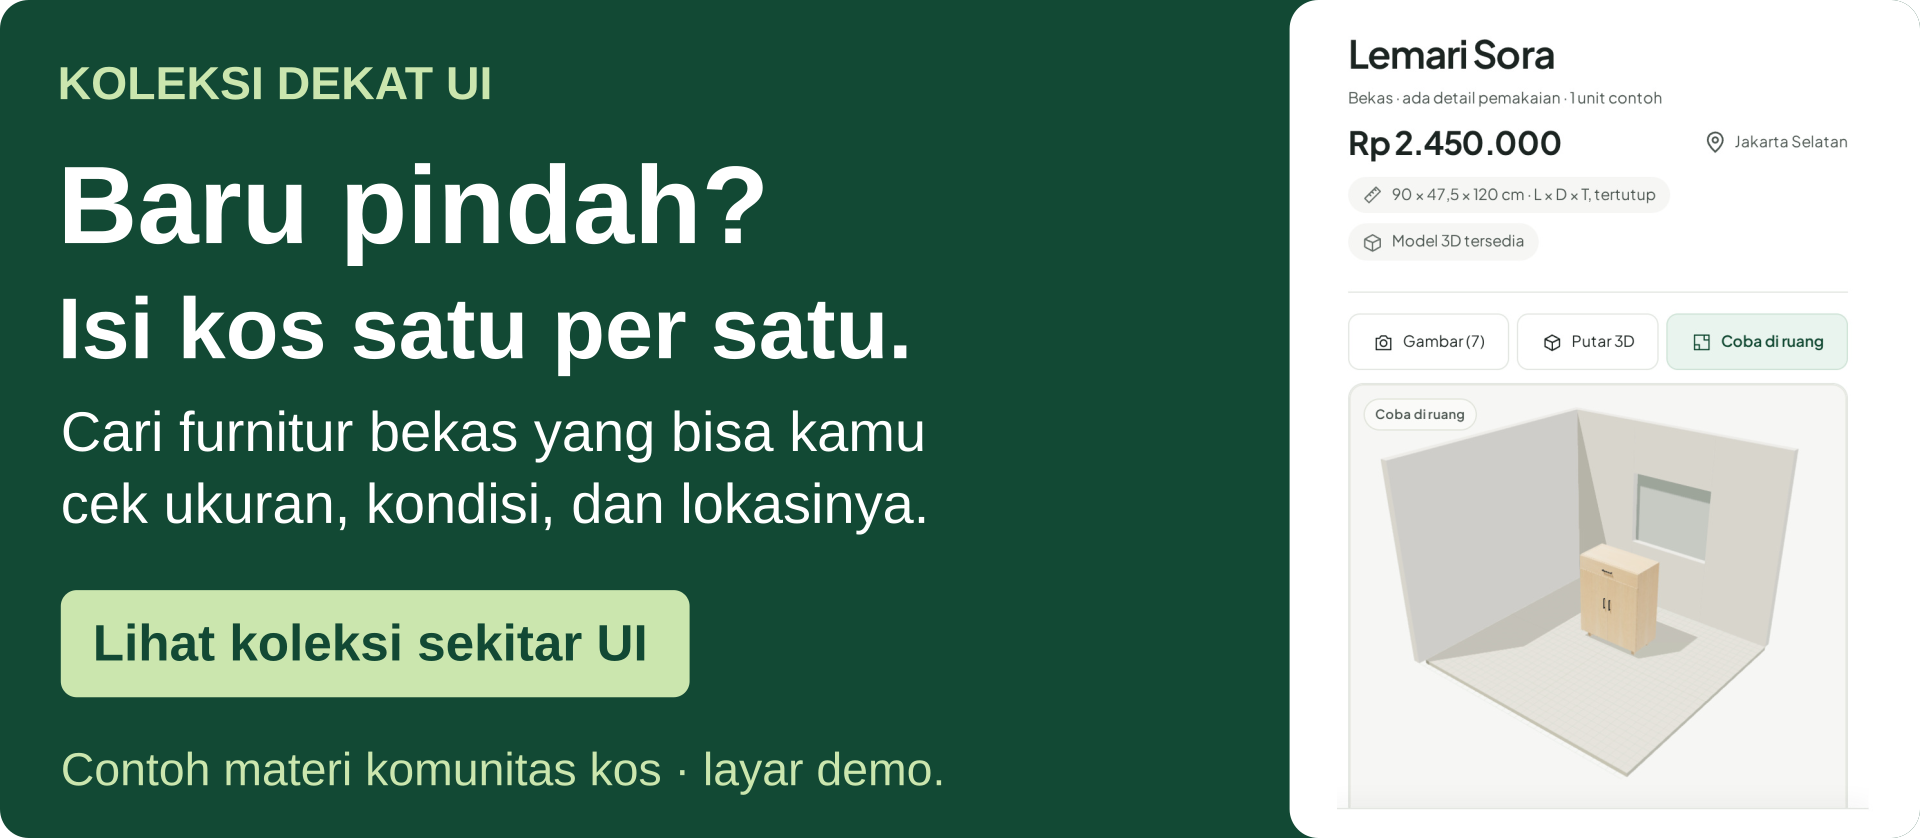 KOLEKSI DEKAT UI
Baru pindah?
Isi kos satu per satu.
Cari furnitur bekas yang bisa kamu
cek ukuran, kondisi, dan lokasinya.
Lihat koleksi sekitar UI
Contoh materi komunitas kos · layar demo.
Lemari Sora
Bekas · ada detail pemakaian · 1 unit contoh
Rp 2.450.000
Jakarta Selatan
90 × 47,5 × 120 cm · L × D × T, tertutup
Model 3D tersedia
Gambar (7)
Putar 3D
Coba di ruang
Coba di ruang